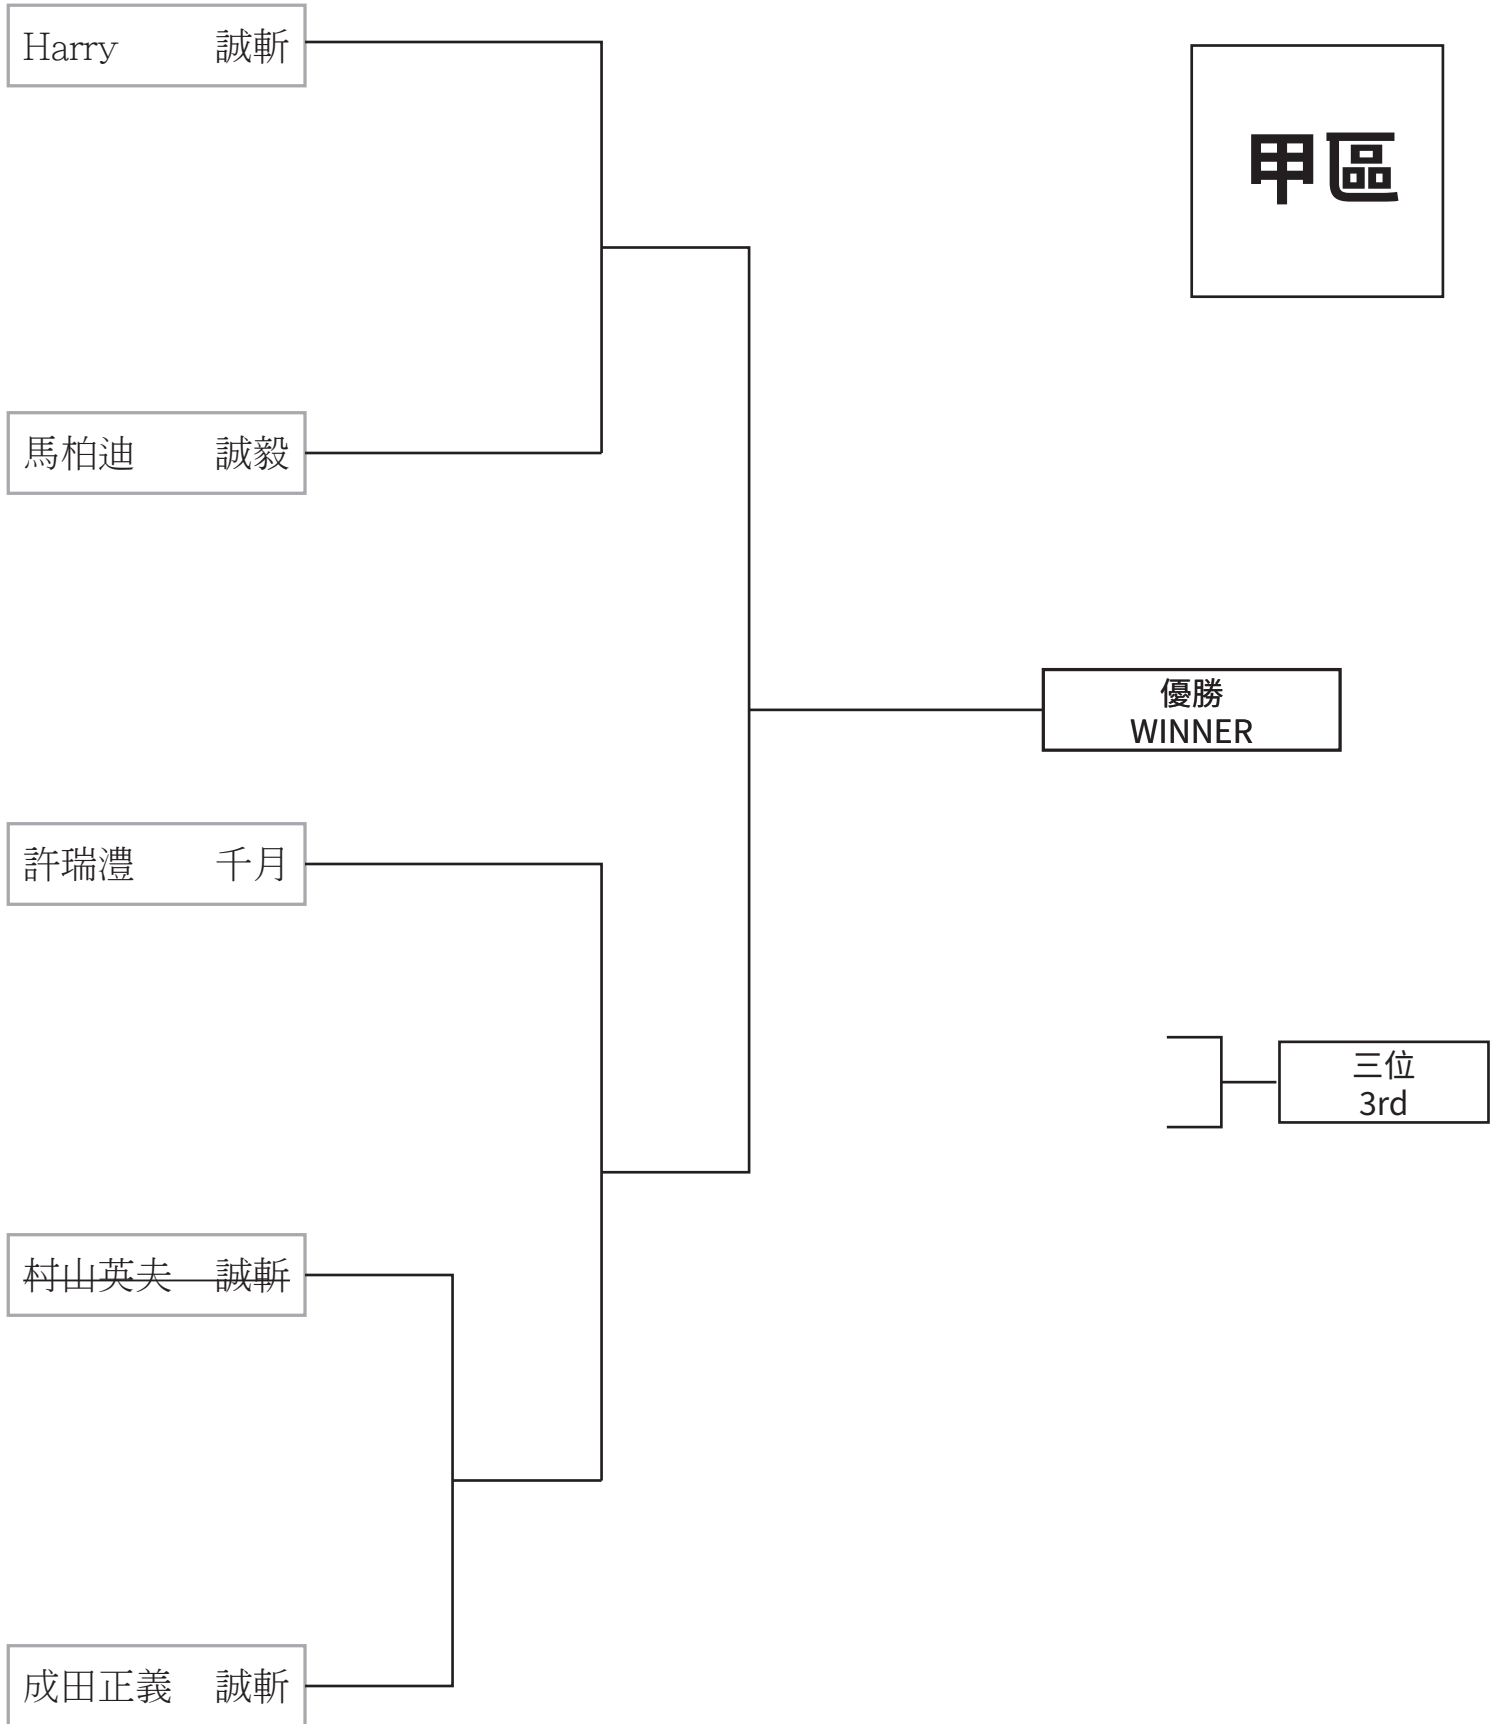 Harry 誠斬
甲區
馬柏迪 誠毅
優勝
WINNER
許瑞澧 千月
三位
3rd
村山英夫 誠斬
成田正義 誠斬